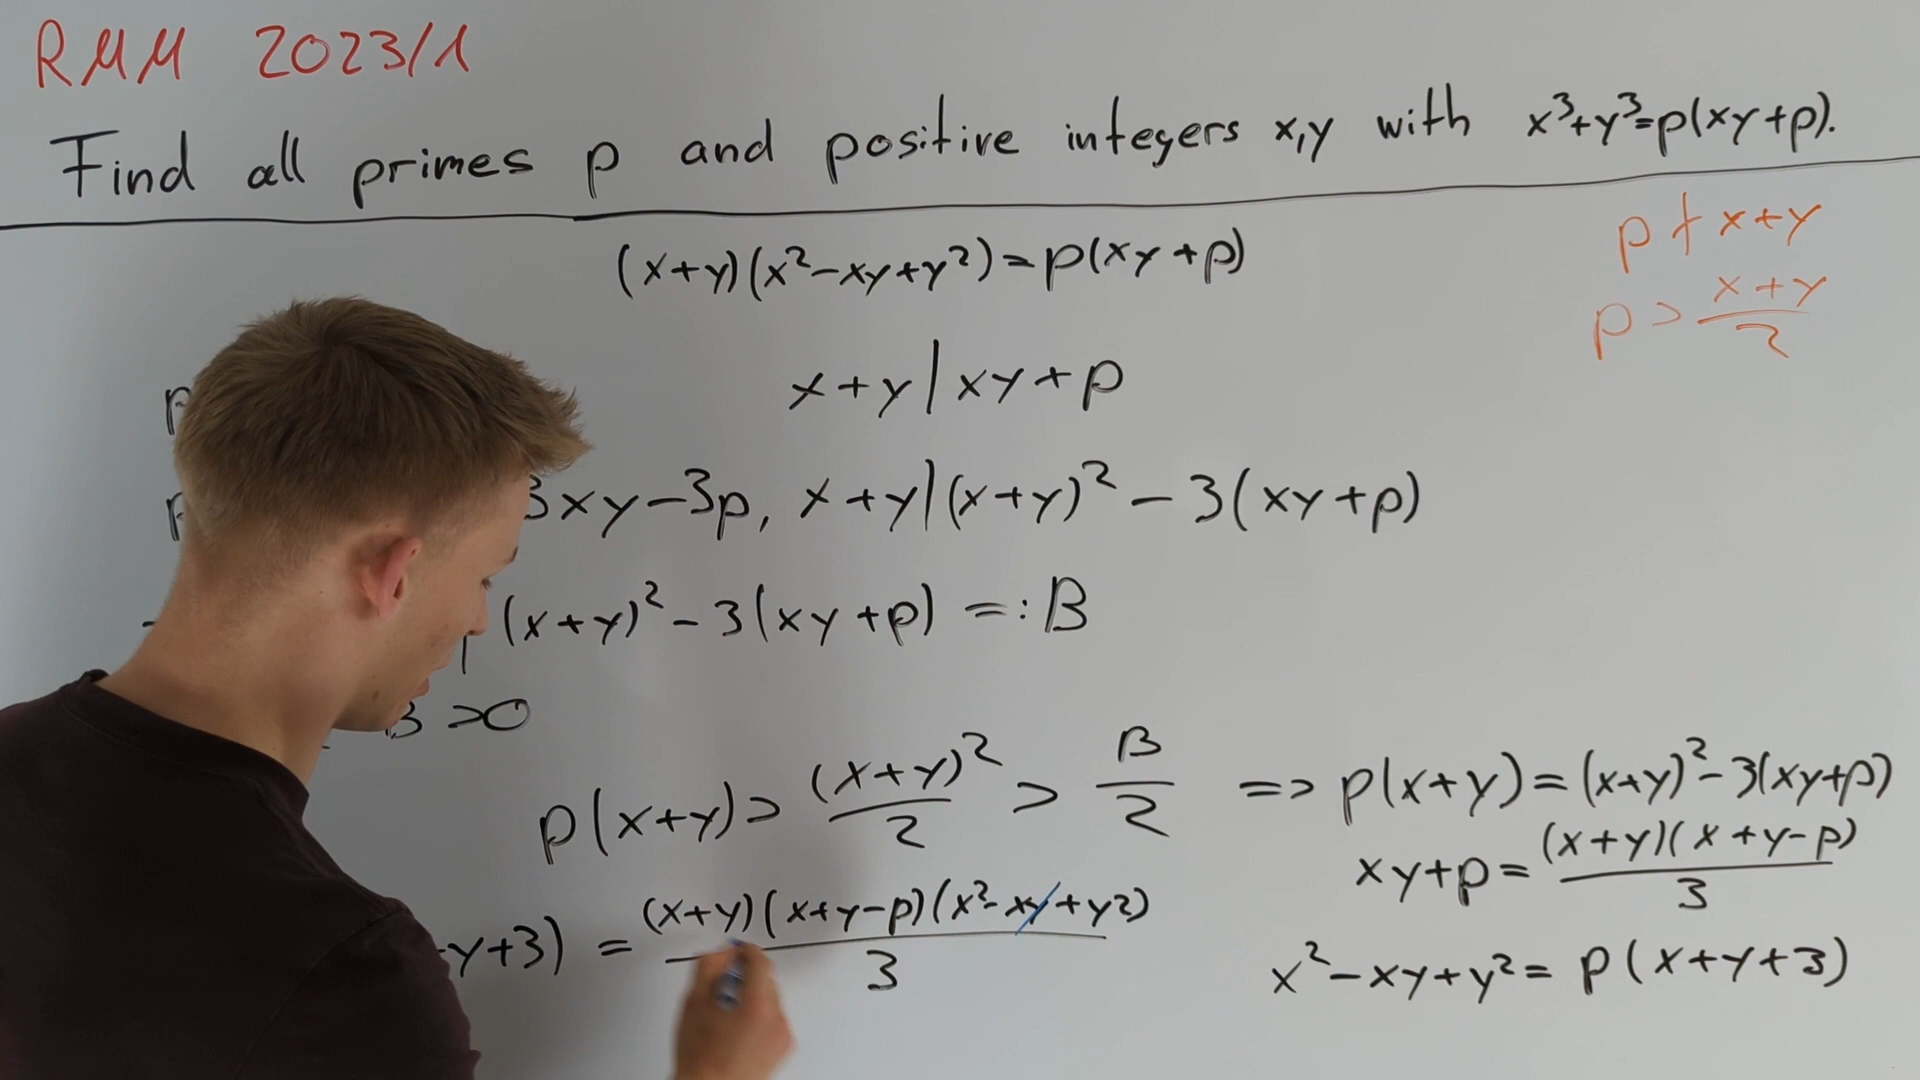 RMM 2023/1
Find all primes p and positive integers x,y with x³+y³=p(xy+p).
p ∤ x+y
(x+y)(x²-xy+y²)=p(xy+p)
p > (x+y)/2
x+y | xy+p
3xy-3p, x+y | (x+y)² - 3(xy+p)
(x+y)² - 3(xy+p) =: B
B >0
p(x+y) > (x+y)²/2 > B/2 => p(x+y) = (x+y)² - 3(xy+p)
xy+p = (x+y)(x+y-p)/3
y+3) = (x+y)(x+y-p)(x²-xy+y²)/3
x²-xy+y² = p(x+y+3)